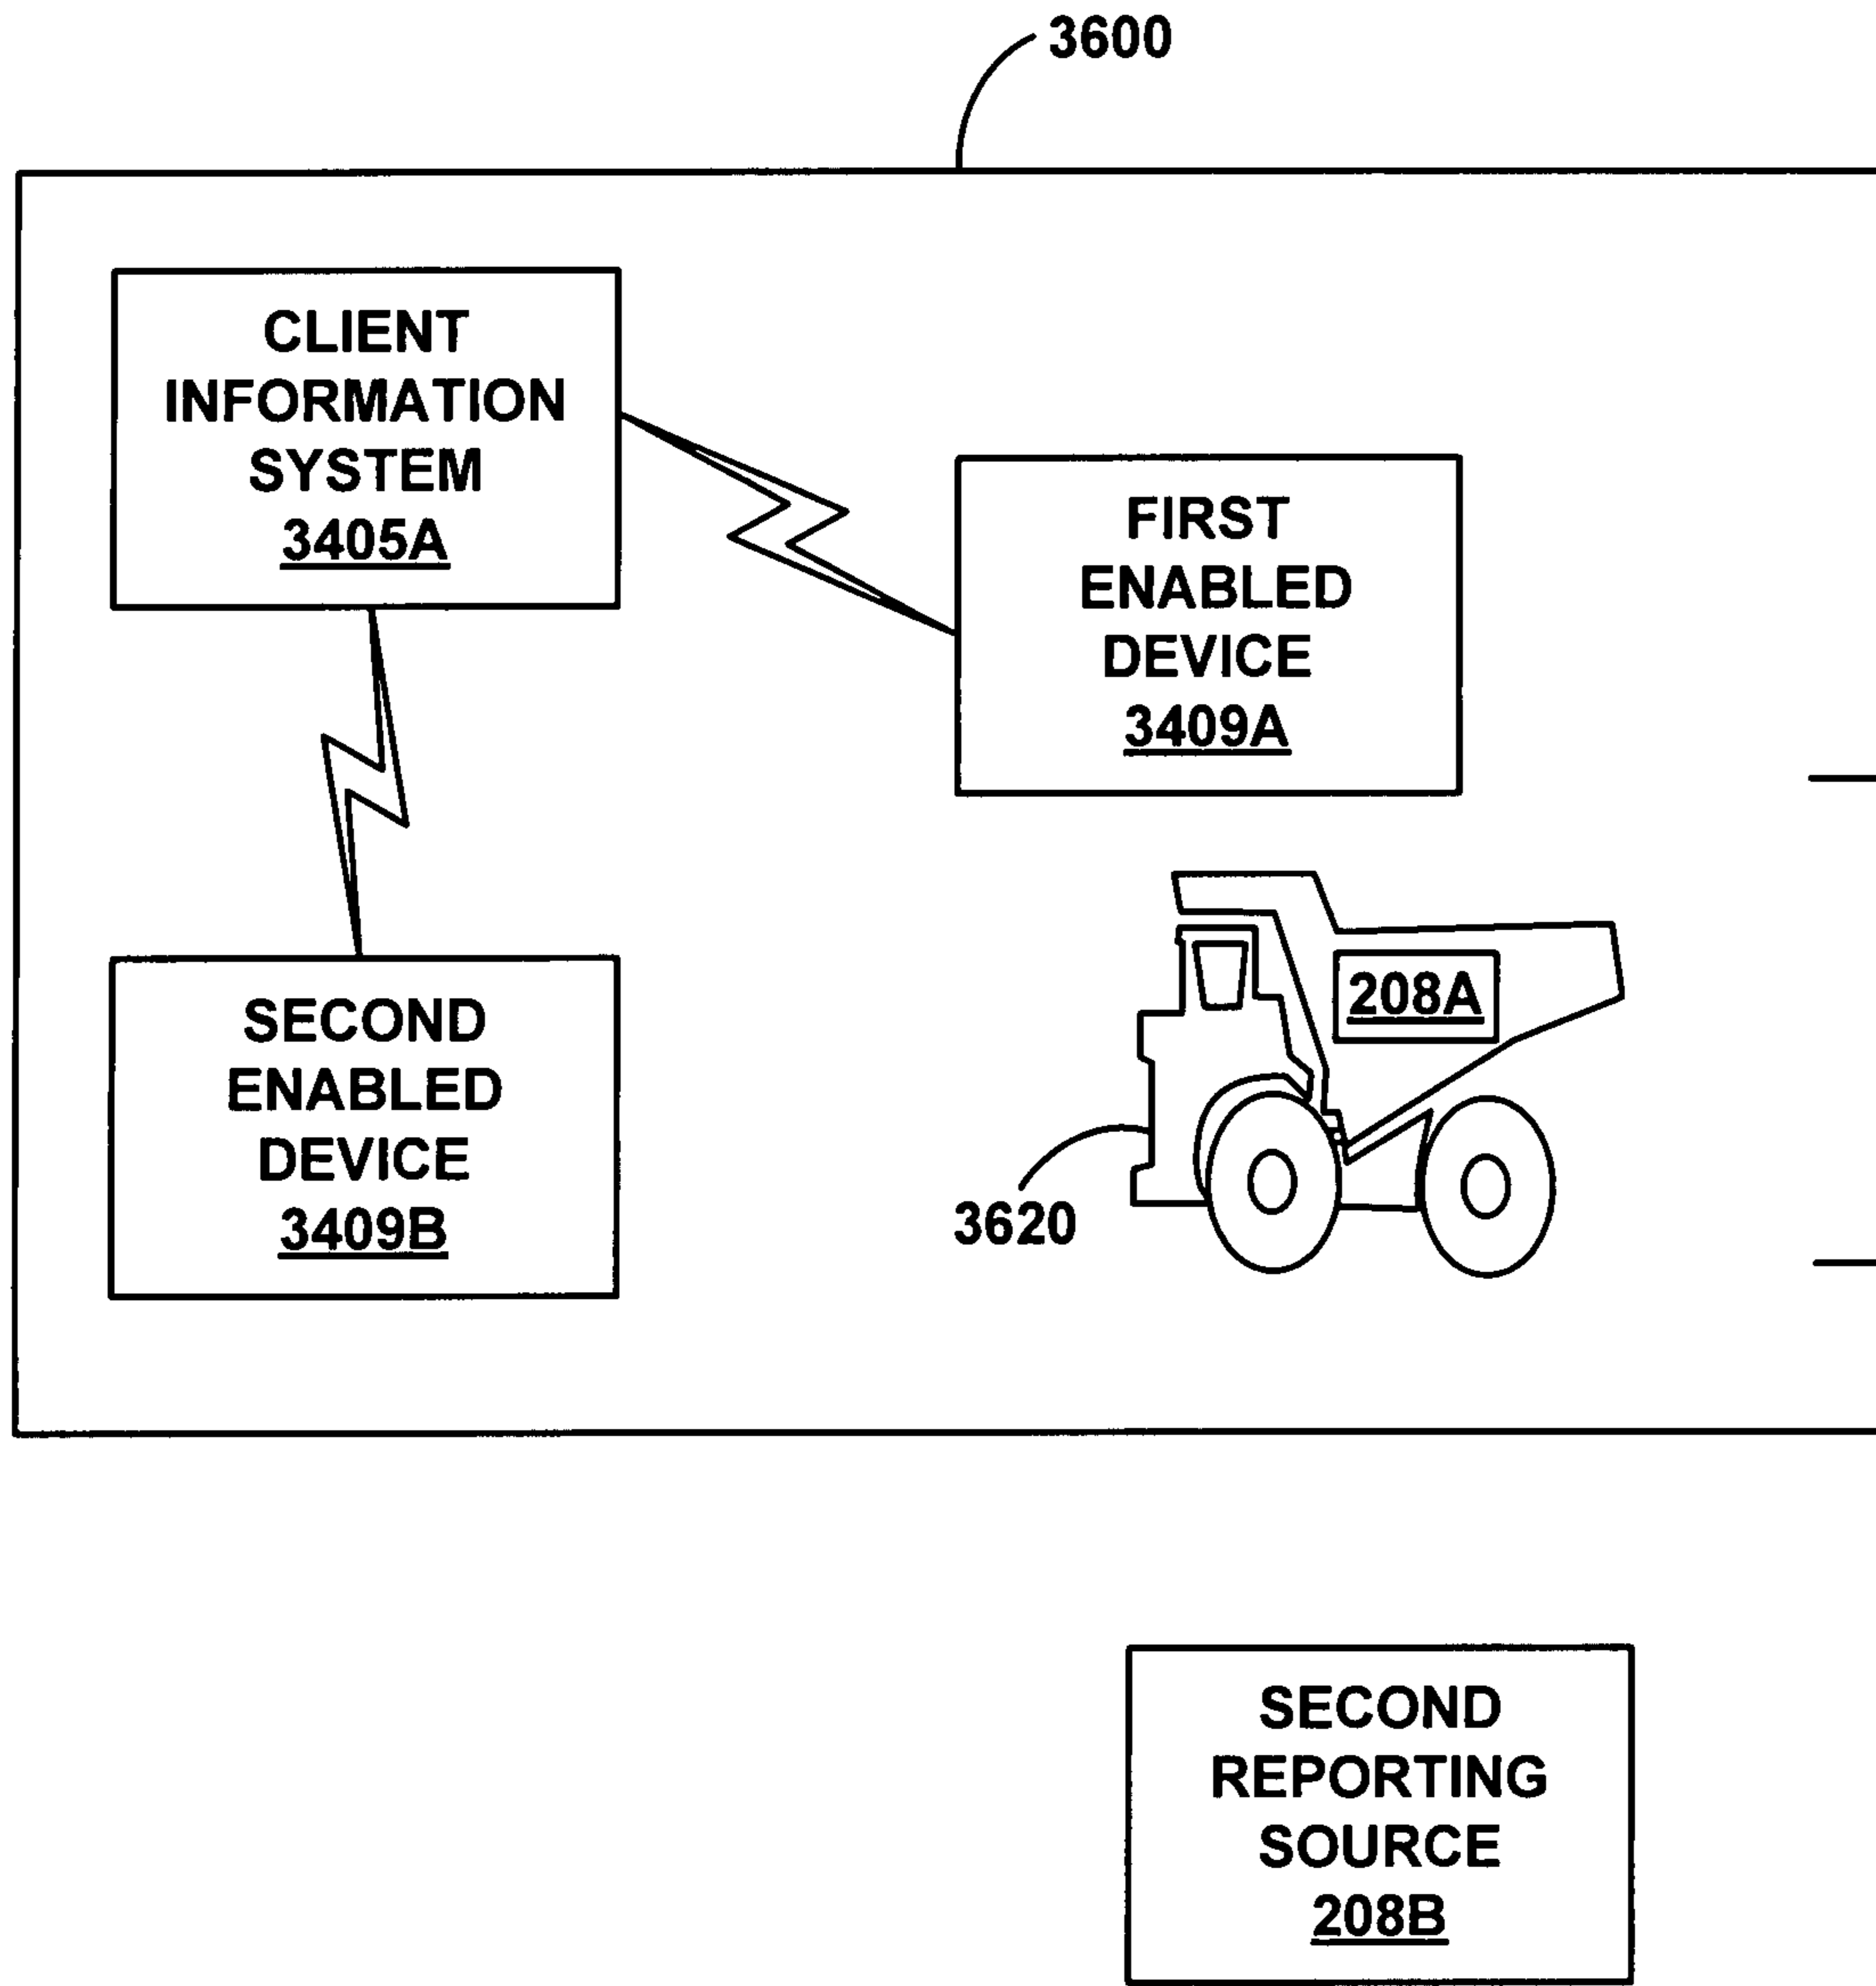 3600
CLIENT
INFORMATION
SYSTEM
3405A
FIRST
ENABLED
DEVICE
3409A
208A
SECOND
ENABLED
DEVICE
3409B
3620
SECOND
REPORTING
SOURCE
208B